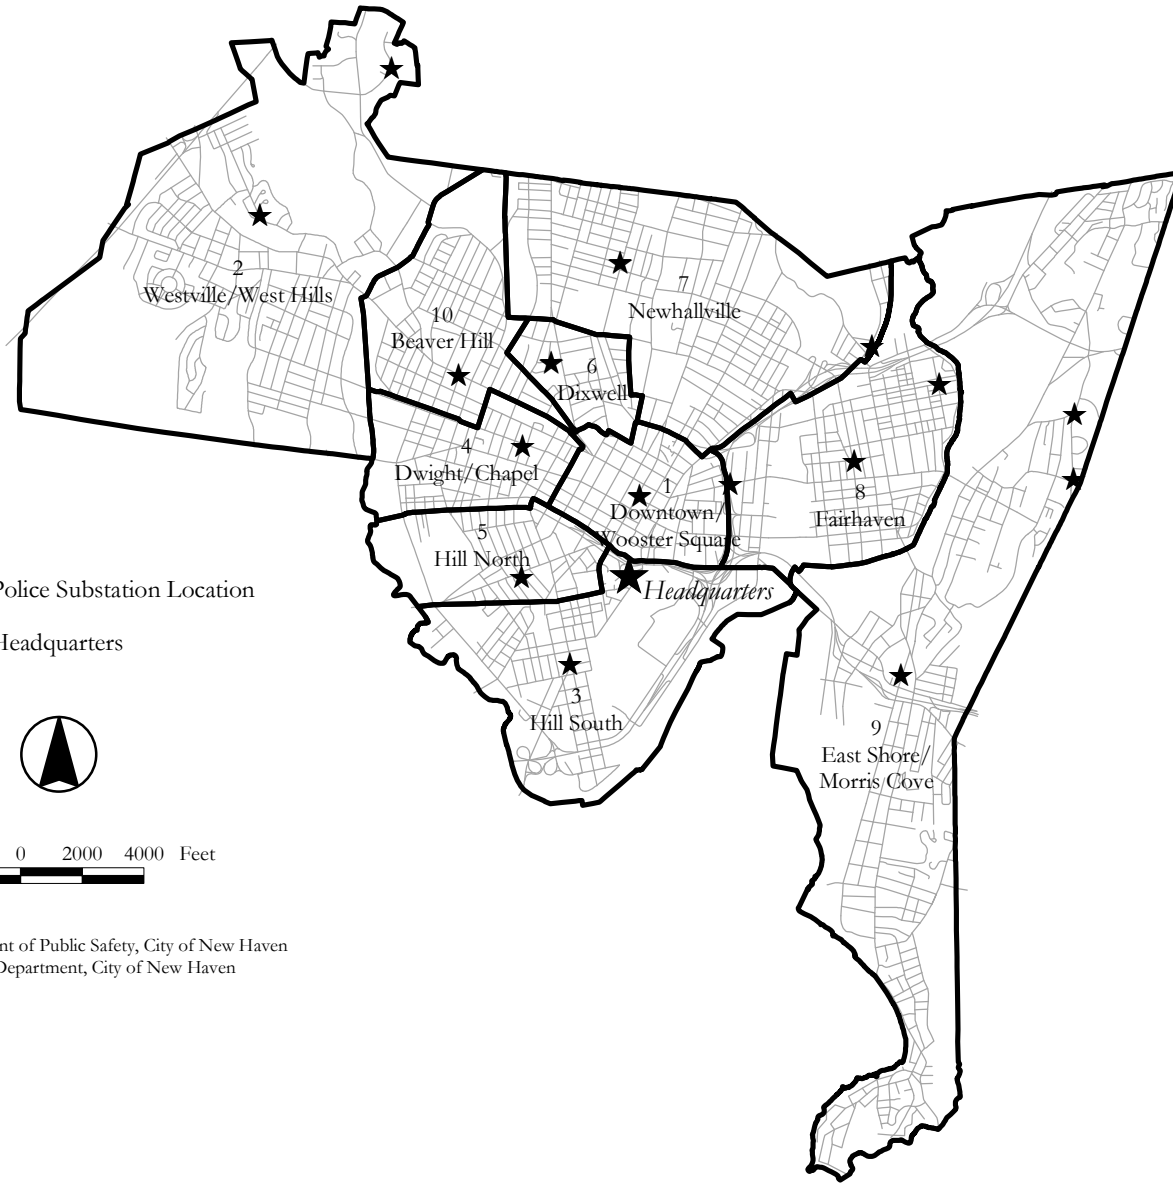 2
Westville/West Hills
10
Beaver Hill
7
Newhallville
6
Dixwell
4
Dwight/Chapel
1
Downtown/
Wooster Square
8
Fairhaven
5
Hill North
Headquarters
Police Substation Location
Headquarters
3
Hill South
9
East Shore/
Morris Cove
0 2000 4000 Feet
nt of Public Safety, City of New Haven
Department, City of New Haven